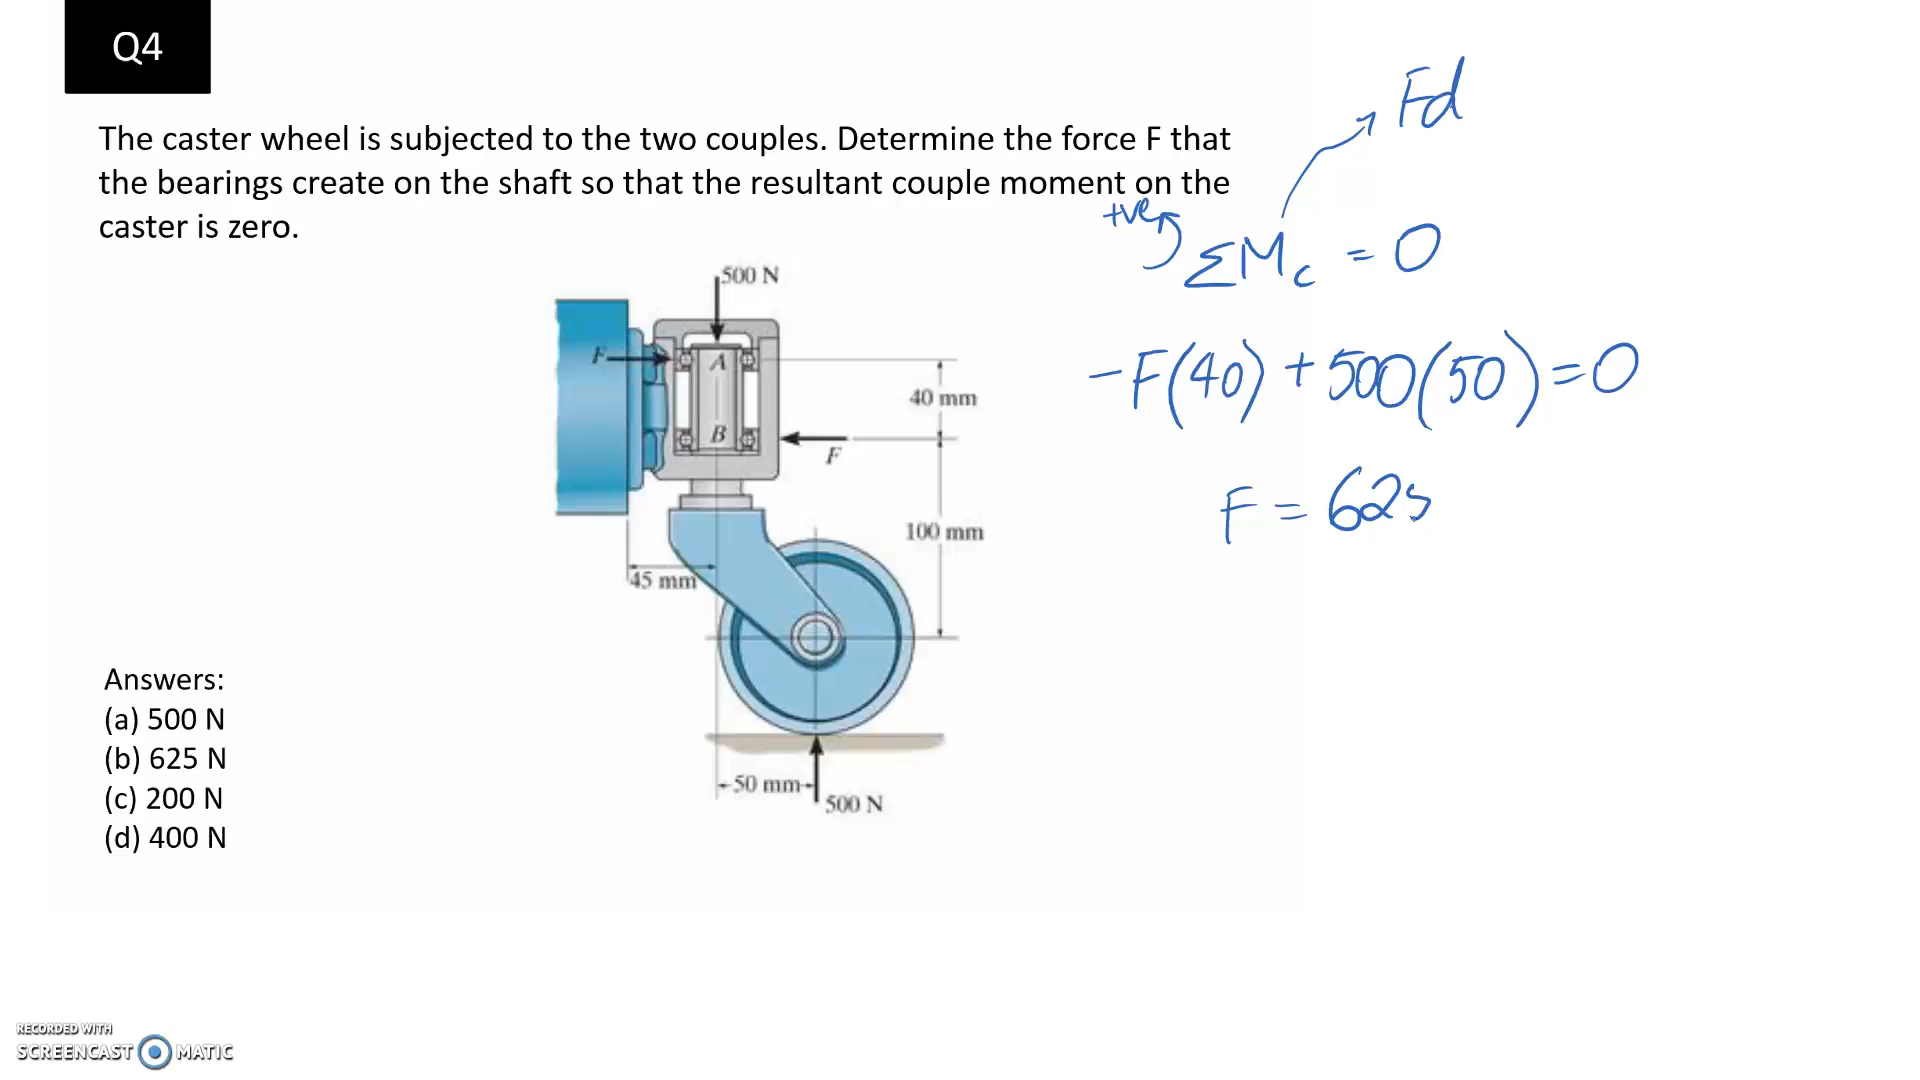 Q4
The caster wheel is subjected to the two couples. Determine the force F that
the bearings create on the shaft so that the resultant couple moment on the
caster is zero.
Fd
+ve
ΣMc = 0
-F(40) + 500(50) = 0
F = 625
500 N
F
A
40 mm
B
F
100 mm
45 mm
50 mm
500 N
Answers:
(a) 500 N
(b) 625 N
(c) 200 N
(d) 400 N
RECORDED WITH
SCREENCAST MATIC